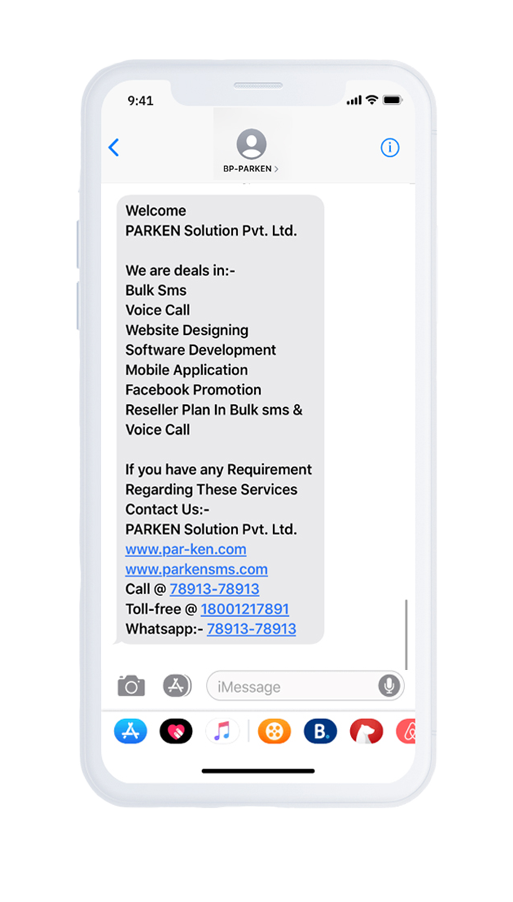 9:41
BP-PARKEN >
Welcome
PARKEN Solution Pvt. Ltd.
We are deals in:-
Bulk Sms
Voice Call
Website Designing
Software Development
Mobile Application
Facebook Promotion
Reseller Plan In Bulk sms &
Voice Call
If you have any Requirement
Regarding These Services
Contact Us:-
PARKEN Solution Pvt. Ltd.
www.par-ken.com
www.parkensms.com
Call @ 78913-78913
Toll-free @ 18001217891
Whatsapp:- 78913-78913
iMessage
B.